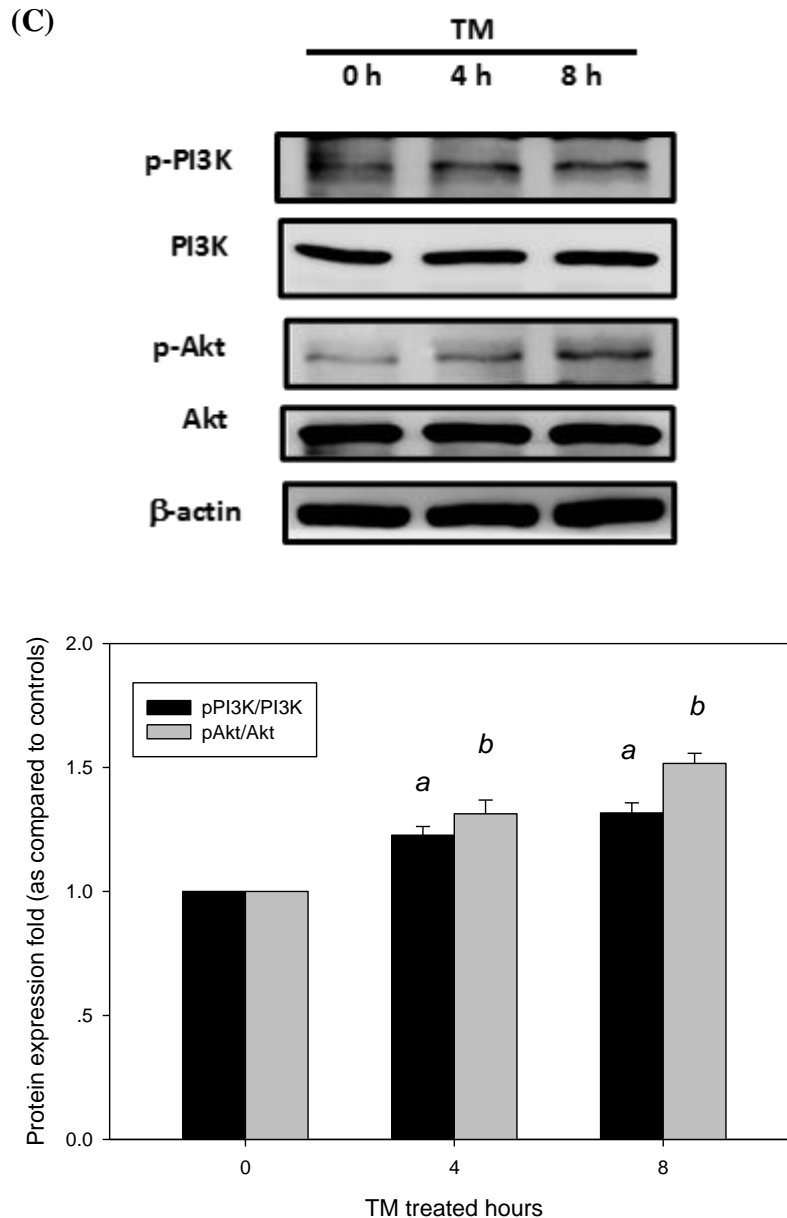 (C)
TM
0 h 4 h 8 h
p-PI3K
PI3K
p-Akt
Akt
β-actin
Protein expression fold (as compared to controls)
2.0
1.5
1.0
.5
0.0
pPI3K/PI3K
pAkt/Akt
a b a b
0 4 8
TM treated hours